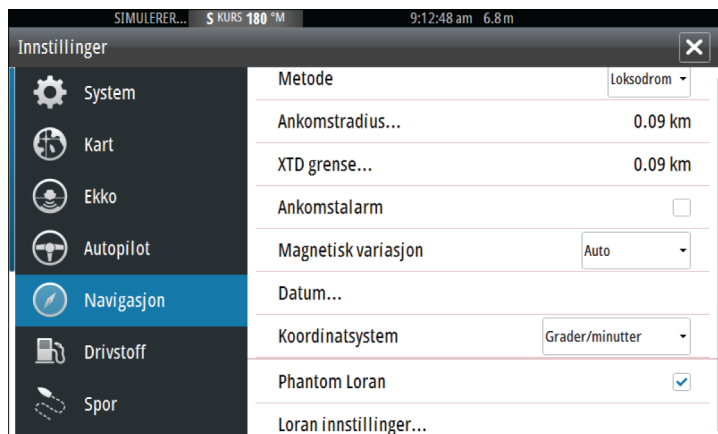 SIMULERER... S KURS 180 °M 9:12:48 am 6.8 m
Innstillinger
System
Kart
Ekko
Autopilot
Navigasjon
Drivstoff
Spor
Metode Loksodrom
Ankomstradius... 0.09 km
XTD grense... 0.09 km
Ankomstalarm
Magnetisk variasjon Auto
Datum...
Koordinatsystem Grader/minutter
Phantom Loran
Loran innstillinger...